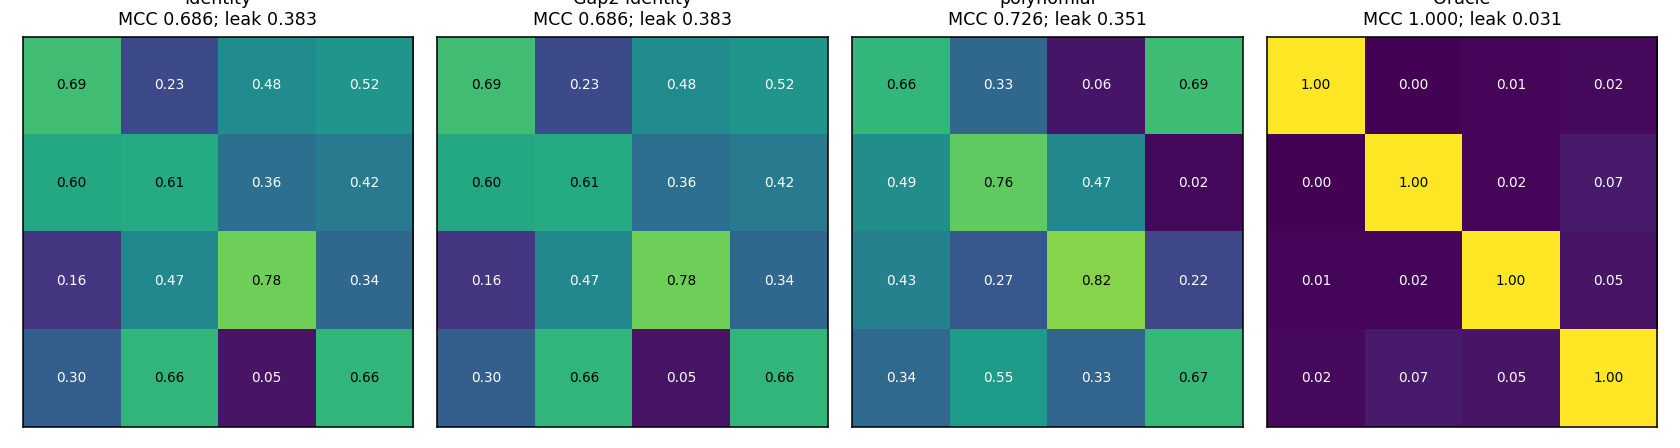 identity
MCC 0.686; leak 0.383
0.69 0.23 0.48 0.52
0.60 0.61 0.36 0.42
0.16 0.47 0.78 0.34
0.30 0.66 0.05 0.66
Gap2 identity
MCC 0.686; leak 0.383
0.69 0.23 0.48 0.52
0.60 0.61 0.36 0.42
0.16 0.47 0.78 0.34
0.30 0.66 0.05 0.66
polynomial
MCC 0.726; leak 0.351
0.66 0.33 0.06 0.69
0.49 0.76 0.47 0.02
0.43 0.27 0.82 0.22
0.34 0.55 0.33 0.67
Oracle
MCC 1.000; leak 0.031
1.00 0.00 0.01 0.02
0.00 1.00 0.02 0.07
0.01 0.02 1.00 0.05
0.02 0.07 0.05 1.00